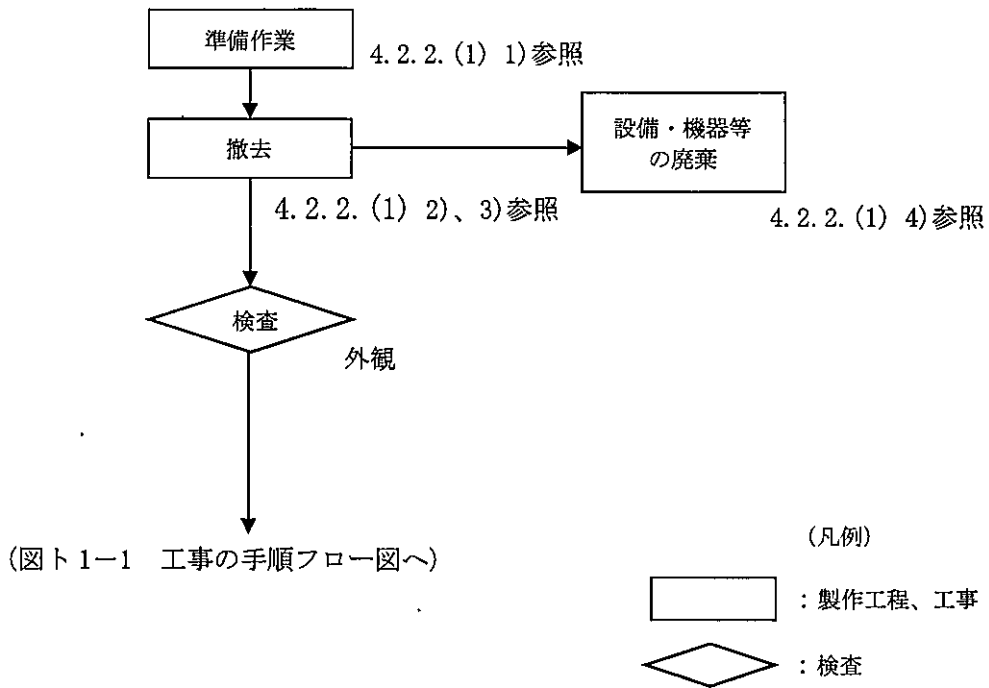 準備作業
4.2.2.(1) 1)参照
撤去
設備・機器等
の廃棄
4.2.2.(1) 2)、3)参照
4.2.2.(1) 4)参照
検査
外観
(図ト1-1 工事の手順フロー図へ)
(凡例)
：製作工程、工事
：検査